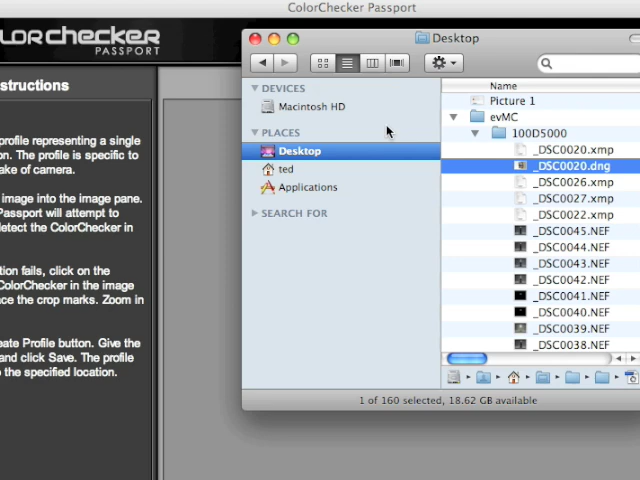 ColorChecker Passport
LORCHECKER
PASSPORT
structions
profile representing a single
on. The profile is specific to
ake of camera.
image into the image pane.
Passport will attempt to
detect the ColorChecker in
tion fails, click on the
ColorChecker in the image
ace the crop marks. Zoom in
eate Profile button. Give the
and click Save. The profile
o the specified location.
Desktop
DEVICES
Macintosh HD
PLACES
Desktop
ted
Applications
SEARCH FOR
Name
Picture 1
evMC
100D5000
_DSC0020.xmp
_DSC0020.dng
_DSC0026.xmp
_DSC0027.xmp
_DSC0022.xmp
_DSC0045.NEF
_DSC0044.NEF
_DSC0043.NEF
_DSC0042.NEF
_DSC0041.NEF
_DSC0040.NEF
_DSC0039.NEF
_DSC0038.NEF
1 of 160 selected, 18.62 GB available